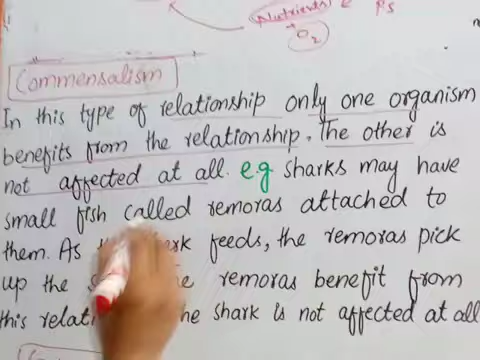 Nutrients
O2
Commensalism
In this type of relationship only one organism
benefits from the relationship. The other is
not affected at all. e.g sharks may have
small fish called remoras attached to
them. As feeds, the remoras pick
up the remoras benefit from
this the shark is not affected at all